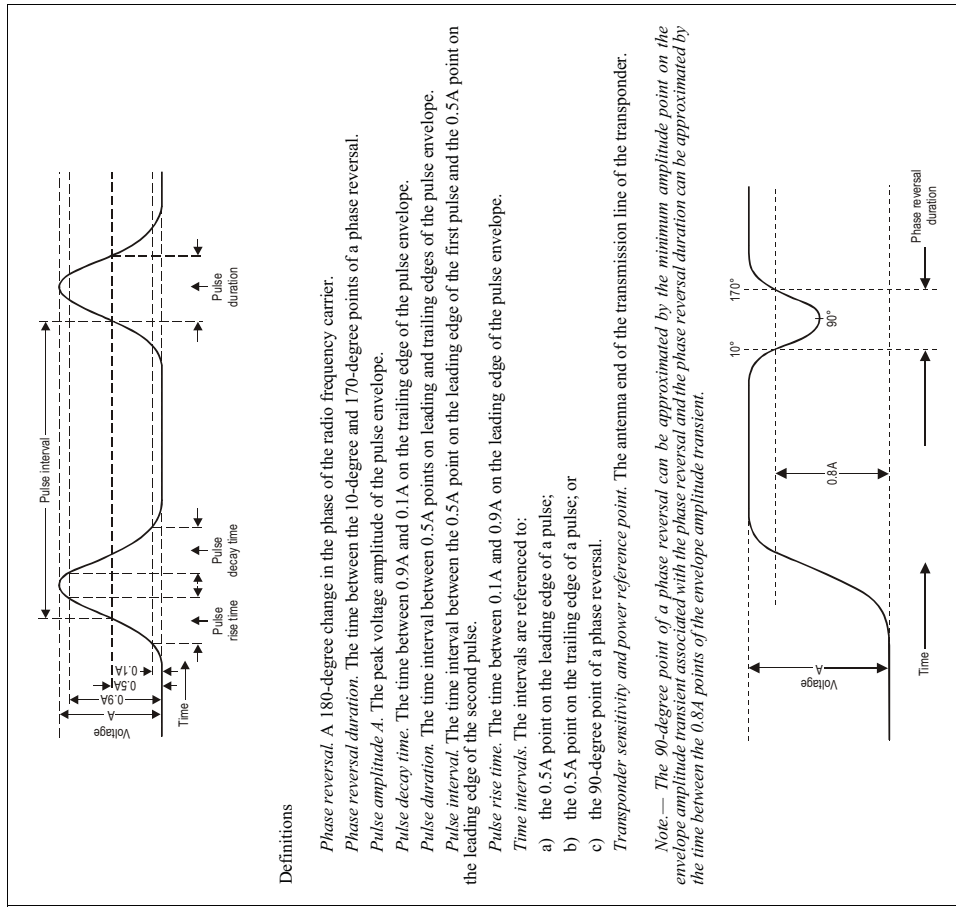 Pulse interval
Voltage
A
0.9A
0.5A
0.1A
Time
Pulse
rise time
Pulse
decay time
Pulse
duration
Definitions
Phase reversal. A 180-degree change in the phase of the radio frequency carrier.
Phase reversal duration. The time between the 10-degree and 170-degree points of a phase reversal.
Pulse amplitude A. The peak voltage amplitude of the pulse envelope.
Pulse decay time. The time between 0.9A and 0.1A on the trailing edge of the pulse envelope.
Pulse duration. The time interval between 0.5A points on leading and trailing edges of the pulse envelope.
Pulse interval. The time interval between the 0.5A point on the leading edge of the first pulse and the 0.5A point on
the leading edge of the second pulse.
Pulse rise time. The time between 0.1A and 0.9A on the leading edge of the pulse envelope.
Time intervals. The intervals are referenced to:
a) the 0.5A point on the leading edge of a pulse;
b) the 0.5A point on the trailing edge of a pulse; or
c) the 90-degree point of a phase reversal.
Transponder sensitivity and power reference point. The antenna end of the transmission line of the transponder.
Note.— The 90-degree point of a phase reversal can be approximated by the minimum amplitude point on the
envelope amplitude transient associated with the phase reversal and the phase reversal duration can be approximated by
the time between the 0.8A points of the envelope amplitude transient.
10°
170°
90°
Voltage
A
0.8A
Time
Phase reversal
duration